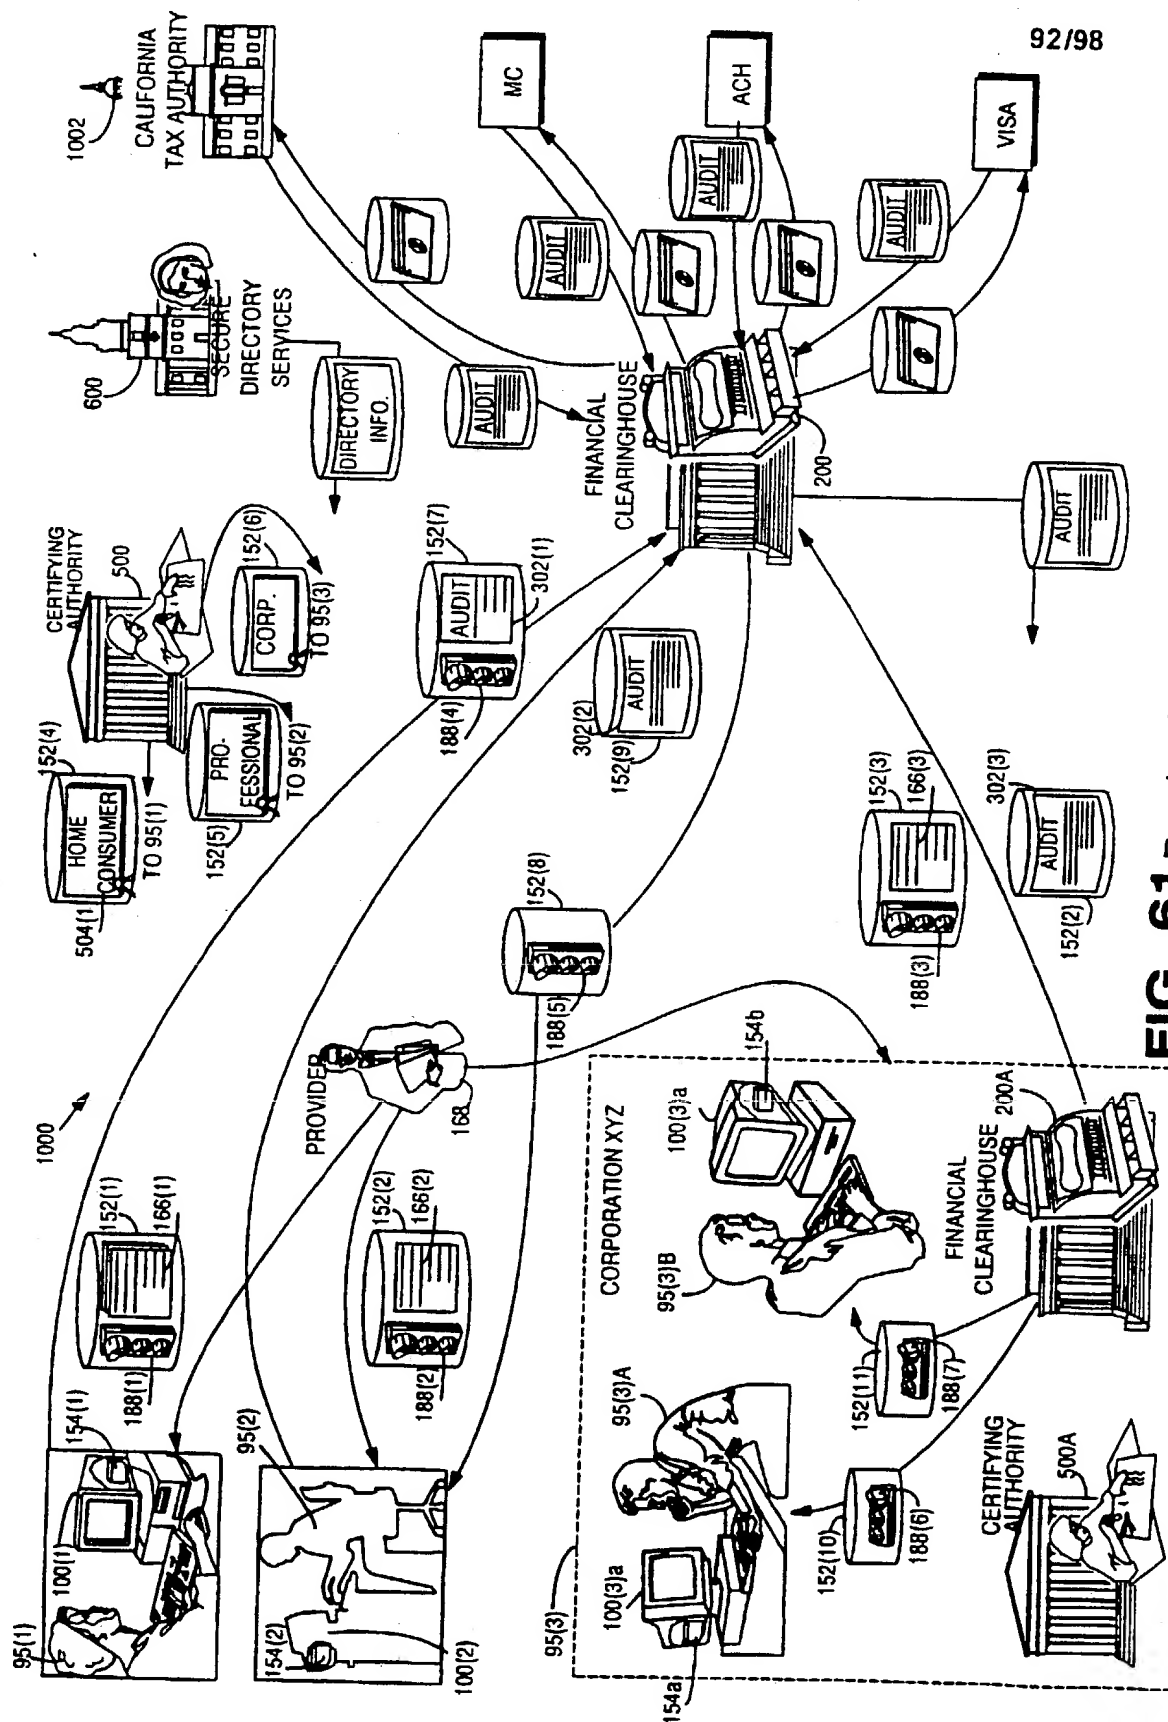 92/98
1002
CALIFORNIA
TAX AUTHORITY
MC
ACH
VISA
600
SECURE
DIRECTORY
SERVICES
DIRECTORY
INFO.
AUDIT
AUDIT
AUDIT
AUDIT
FINANCIAL
CLEARINGHOUSE
200
AUDIT
CERTIFYING
AUTHORITY
500
152(4)
HOME
CONSUMER
504(1
TO 95(1)
PRO-
FESSIONAL
152(5)
TO 95(2)
152(6)
CORP.
TO 95(3)
152(7)
AUDIT
302(1)
188(4)
302(2)
AUDIT
152(9)
152(8)
188(5)
1000
PROVIDER
168
152(1)
166(1)
188(1)
152(2)
166(2)
188(2)
95(1)
100(1)
154(1)
95(2)
154(2)
100(2)
152(3)
166(3)
188(3)
302(3)
AUDIT
152(2)
CORPORATION XYZ
95(3)
100(3)a
154a
95(3)A
95(3)B
100(3)a
154b
152(10)
188(6)
152(11)
188(7)
FINANCIAL
CLEARINGHOUSE
200A
CERTIFYING
AUTHORITY
500A